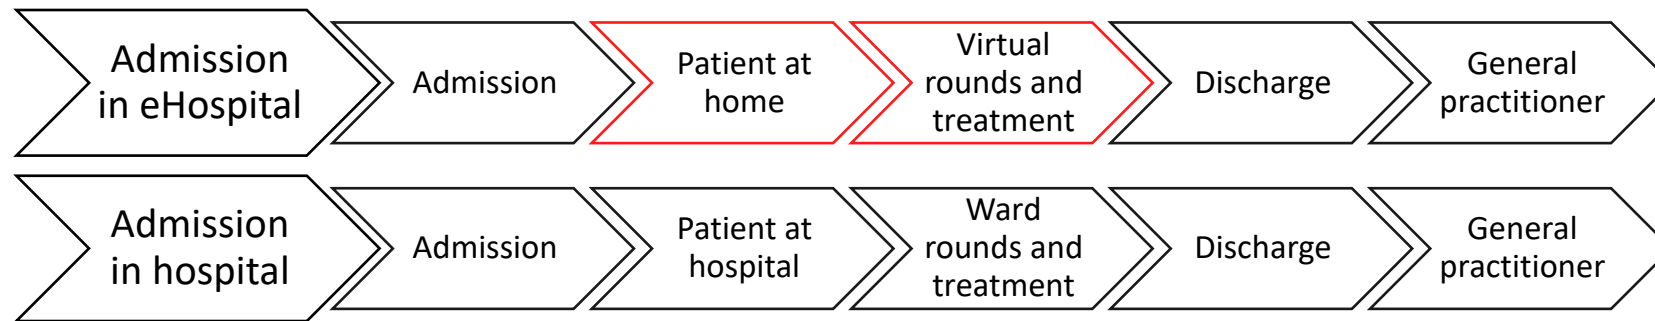 Admission
in eHospital
Admission
Patient at
home
Virtual
rounds and
treatment
Discharge
General
practitioner
Admission
in hospital
Admission
Patient at
hospital
Ward
rounds and
treatment
Discharge
General
practitioner